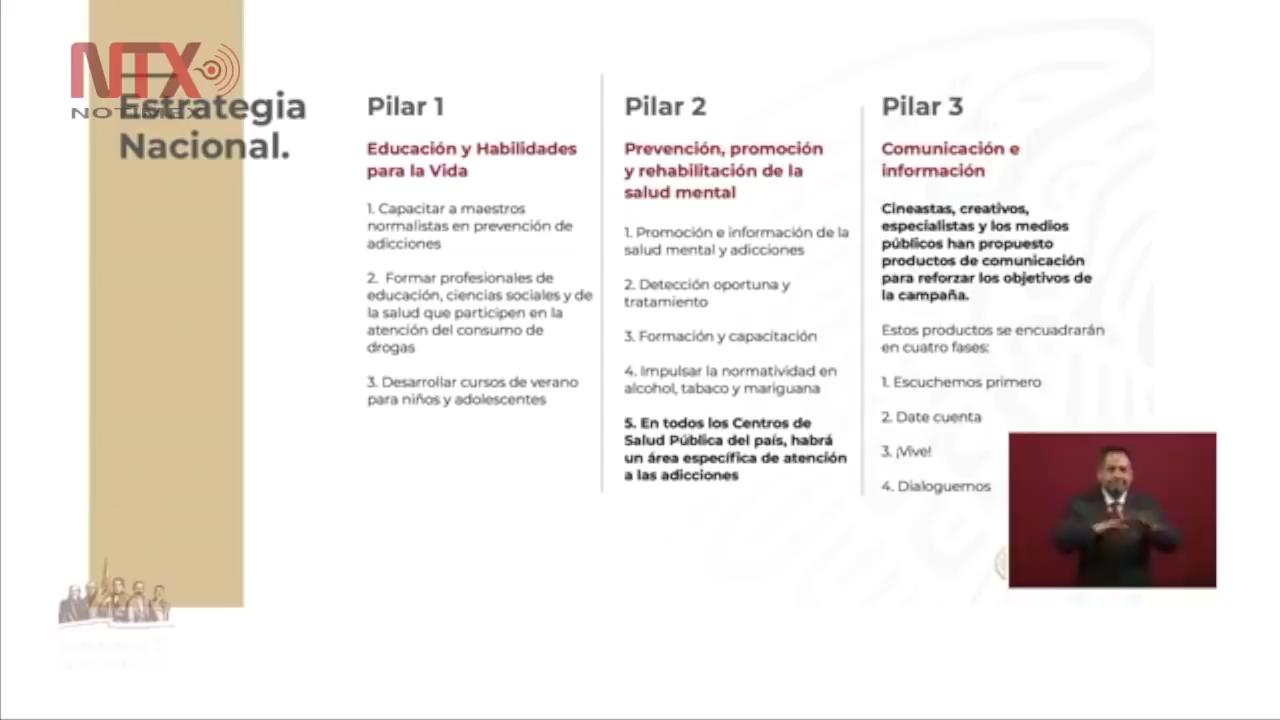 NTX
NOTIMEX
Estrategia
Nacional.
Pilar 1
Educación y Habilidades
para la Vida
1. Capacitar a maestros
normalistas en prevención de
adicciones
2. Formar profesionales de
educación, ciencias sociales y de
la salud que participen en la
atención del consumo de
drogas
3. Desarrollar cursos de verano
para niños y adolescentes
Pilar 2
Prevención, promoción
y rehabilitación de la
salud mental
1. Promoción e información de la
salud mental y adicciones
2. Detección oportuna y
tratamiento
3. Formación y capacitación
4. Impulsar la normatividad en
alcohol, tabaco y mariguana
5. En todos los Centros de
Salud Pública del país, habrá
un área específica de atención
a las adicciones
Pilar 3
Comunicación e
información
Cineastas, creativos,
especialistas y los medios
públicos han propuesto
productos de comunicación
para reforzar los objetivos de
la campaña.
Estos productos se encuadrarán
en cuatro fases:
1. Escuchemos primero
2. Date cuenta
3. ¡Vive!
4. Dialoguemos